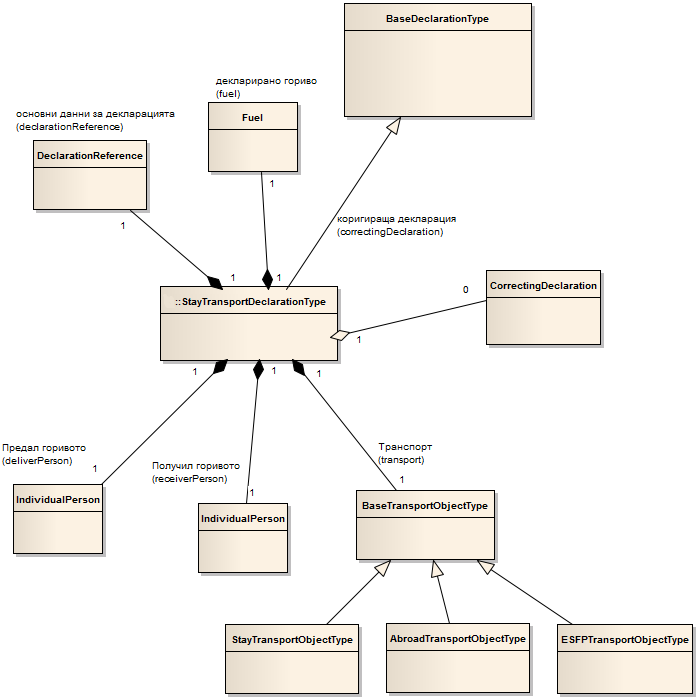 BaseDeclarationType
декларирано гориво
(fuel)
Fuel
1
основни данни за декларацията
(declarationReference)
DeclarationReference
1
коригираща декларация
(correctingDeclaration)
1
1
::StayTransportDeclarationType
CorrectingDeclaration
0
1
1
1
1
Предал горивото
(deliverPerson)
1
Получил горивото
(receiverPerson)
1
Транспорт
(transport)
1
IndividualPerson
IndividualPerson
BaseTransportObjectType
StayTransportObjectType
AbroadTransportObjectType
ESFPTransportObjectType